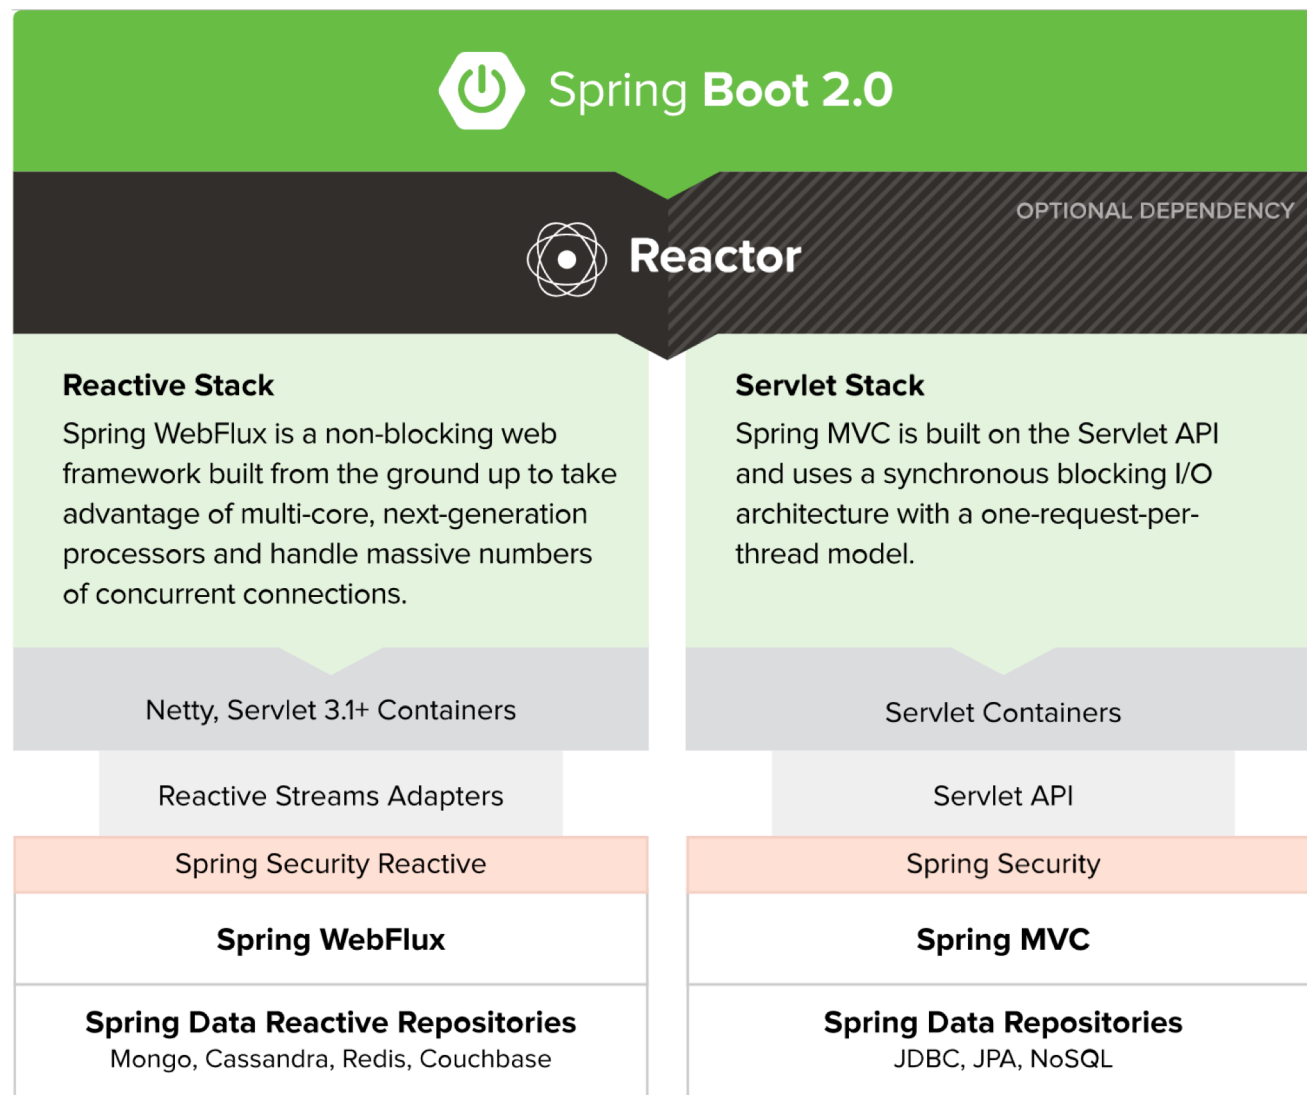 Spring Boot 2.0
OPTIONAL DEPENDENCY
Reactor
Reactive Stack
Spring WebFlux is a non-blocking web
framework built from the ground up to take
advantage of multi-core, next-generation
processors and handle massive numbers
of concurrent connections.
Netty, Servlet 3.1+ Containers
Reactive Streams Adapters
Spring Security Reactive
Spring WebFlux
Spring Data Reactive Repositories
Mongo, Cassandra, Redis, Couchbase
Servlet Stack
Spring MVC is built on the Servlet API
and uses a synchronous blocking I/O
architecture with a one-request-per-
thread model.
Servlet Containers
Servlet API
Spring Security
Spring MVC
Spring Data Repositories
JDBC, JPA, NoSQL